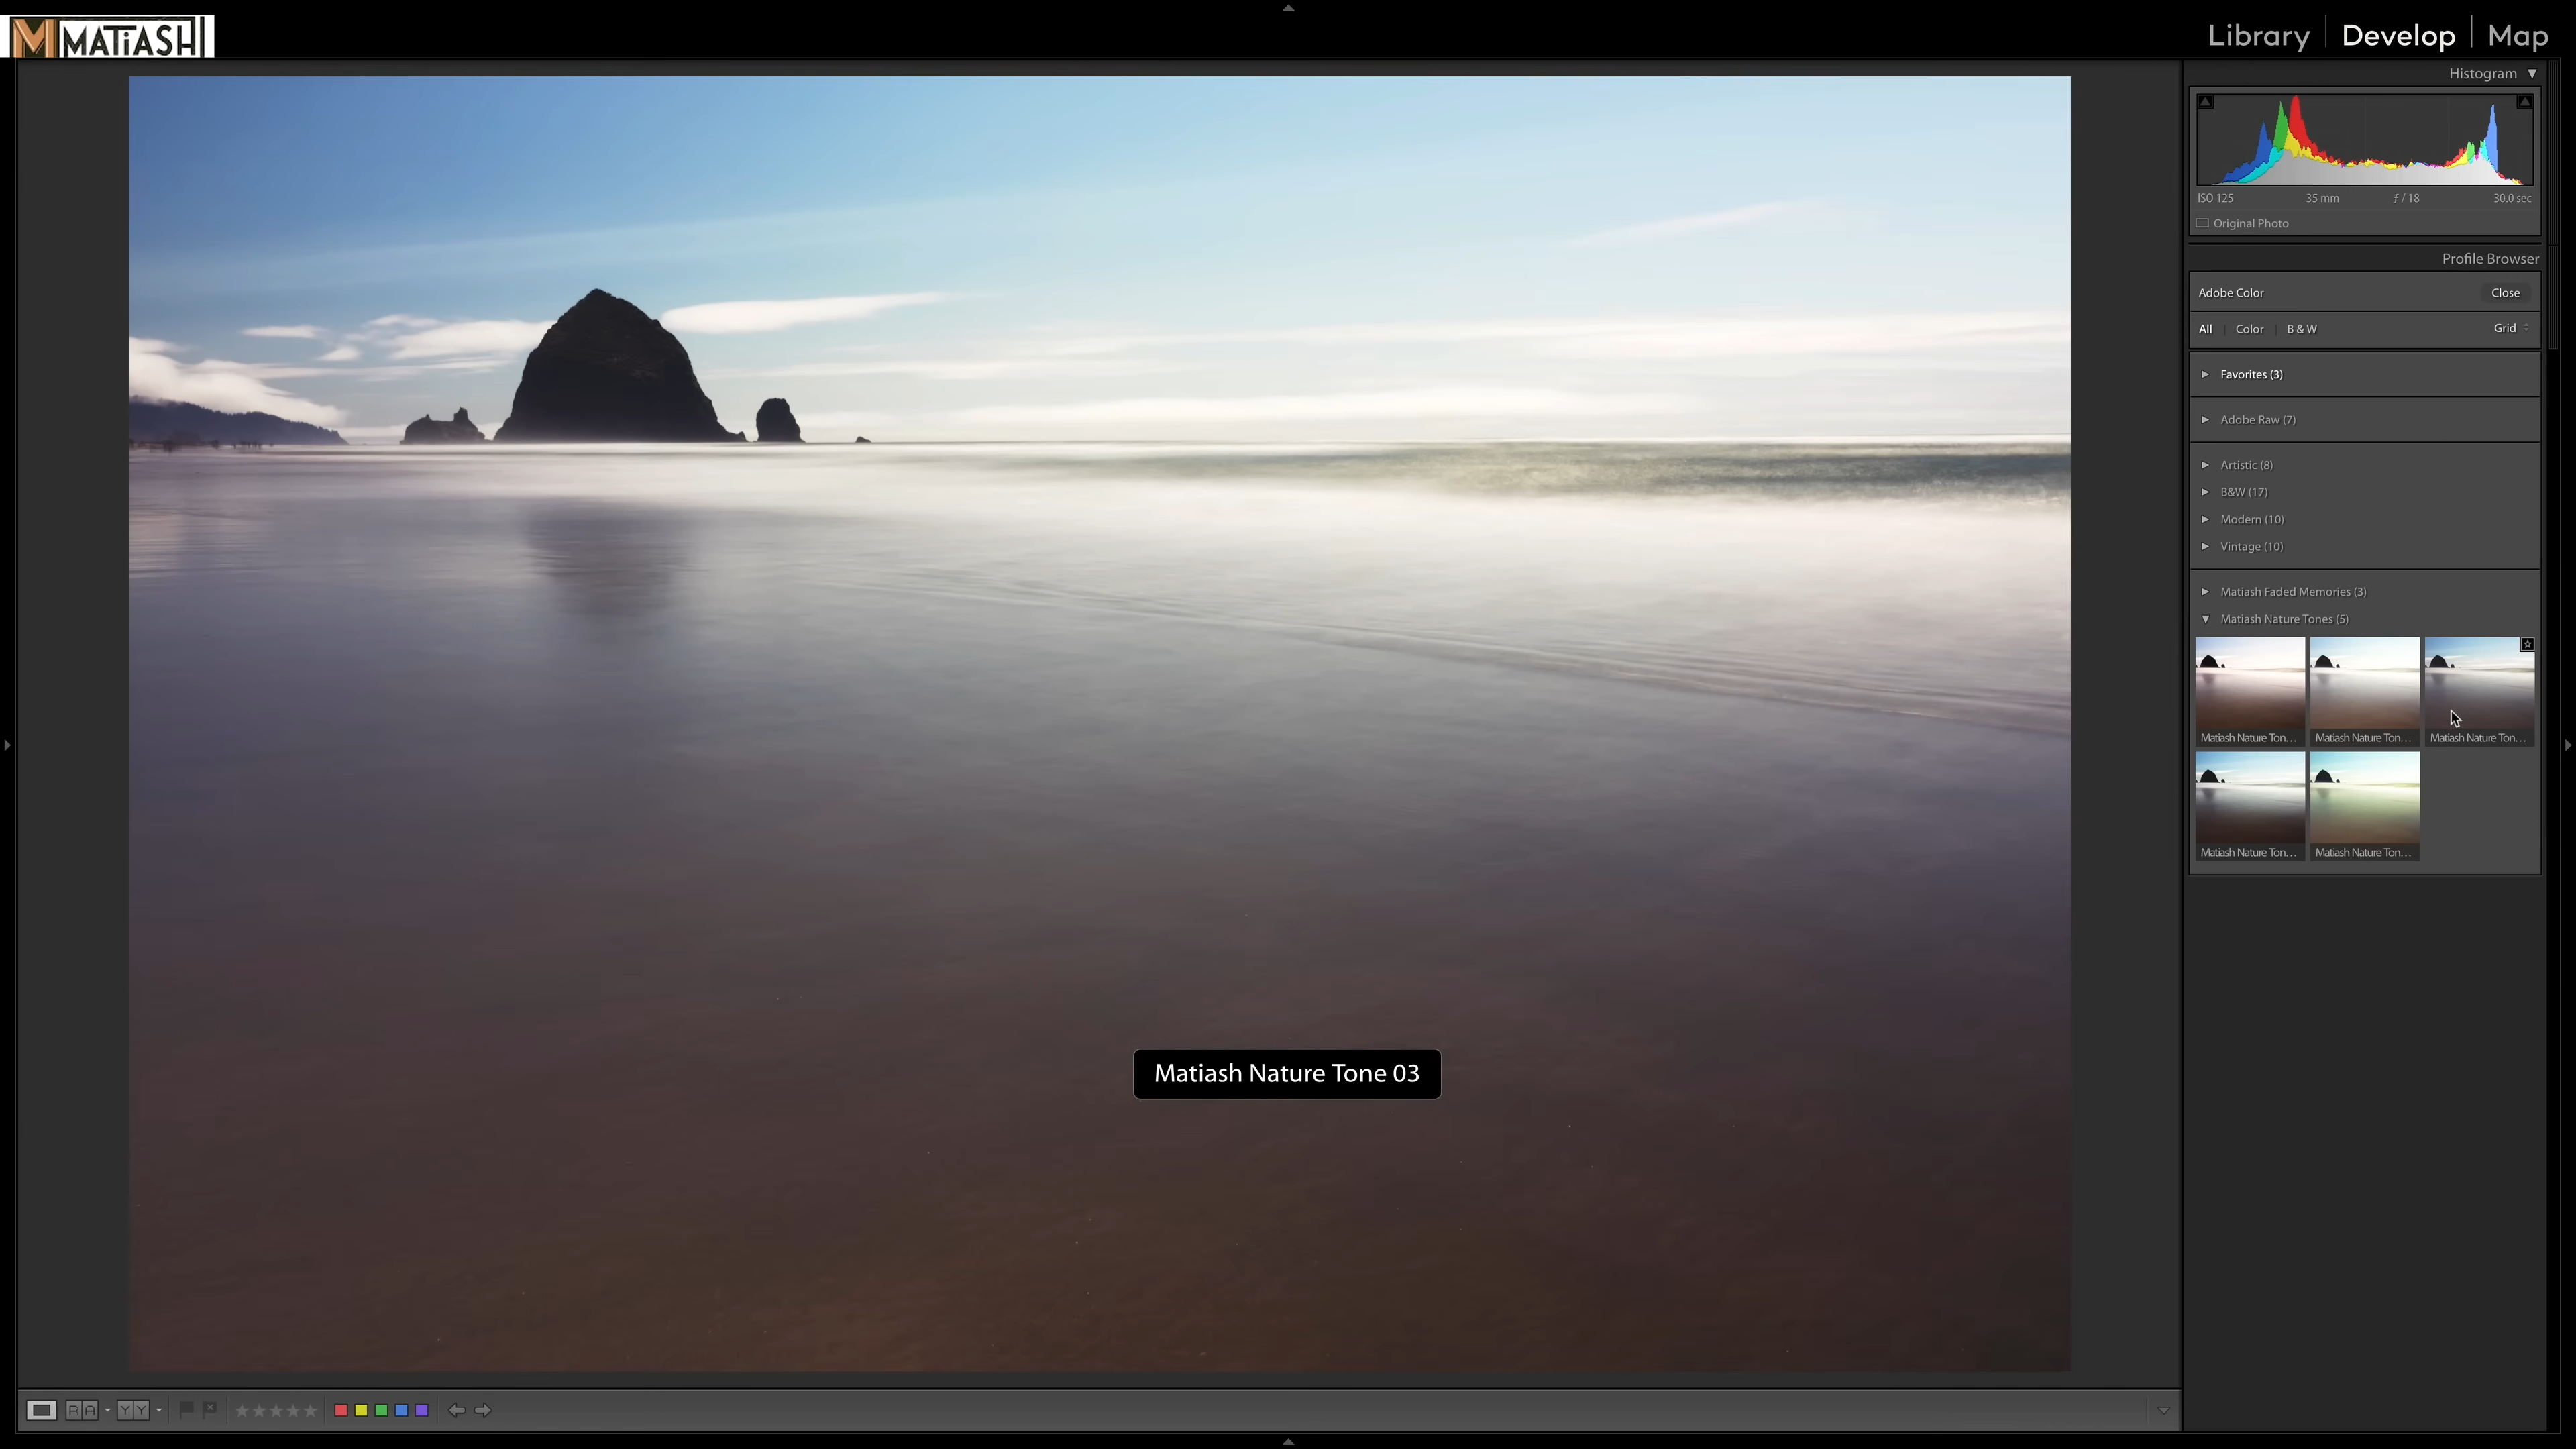 MATiASH
Library
Develop
Map
Histogram
ISO 125
35 mm
ƒ / 18
30.0 sec
Original Photo
Profile Browser
Adobe Color
Close
All
Color
B & W
Grid
Favorites (3)
Adobe Raw (7)
Artistic (8)
B&W (17)
Modern (10)
Vintage (10)
Matiash Faded Memories (3)
Matiash Nature Tones (5)
Matiash Nature Ton...
Matiash Nature Ton...
Matiash Nature Ton...
Matiash Nature Ton...
Matiash Nature Ton...
Matiash Nature Tone 03
R A
Y Y